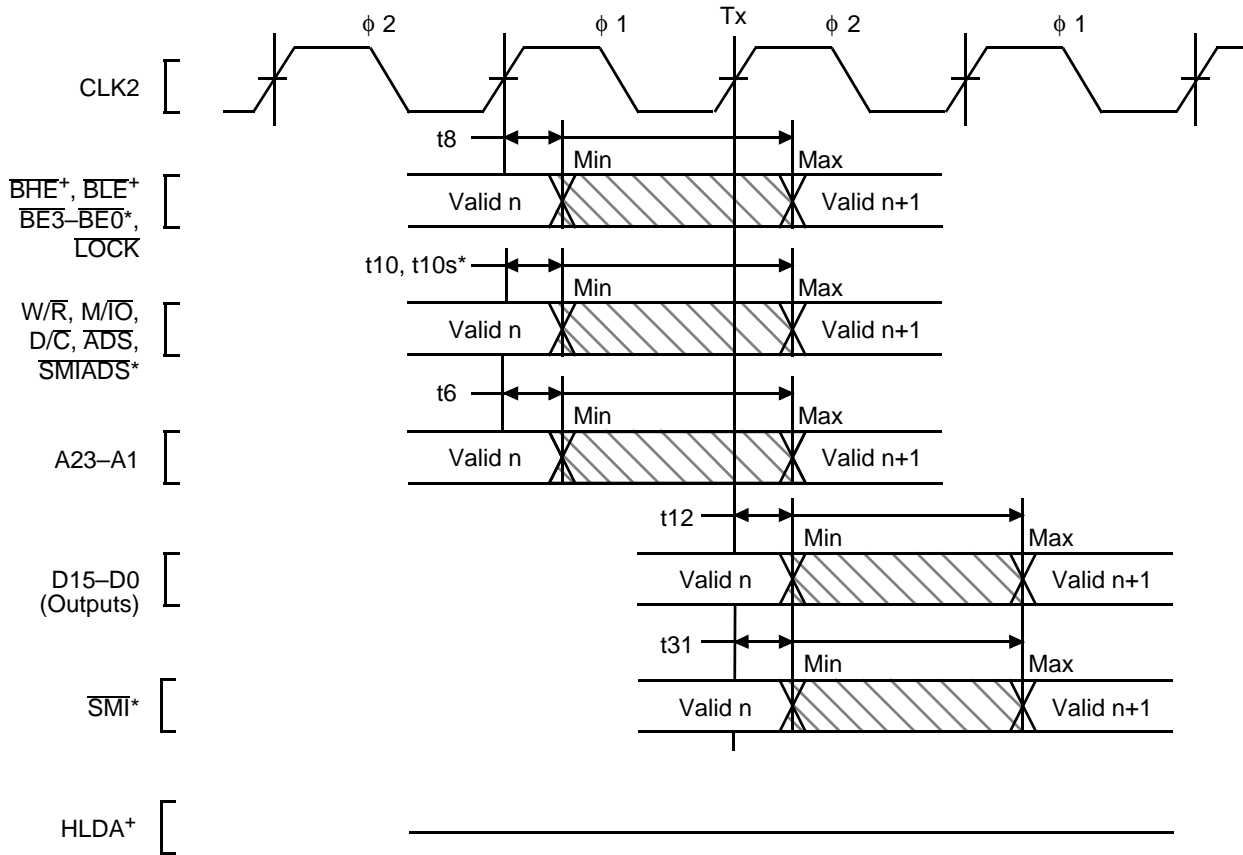 Tx
ϕ 2 ϕ 1 ϕ 2 ϕ 1
CLK2
t8
Min Max
BHE⁺, BLE⁺
BE3–BE0*,
LOCK
Valid n Valid n+1
t10, t10s*
Min Max
W/R, M/IO,
D/C, ADS,
SMIADS*
Valid n Valid n+1
t6
Min Max
A23–A1
Valid n Valid n+1
t12
Min Max
D15–D0
(Outputs)
Valid n Valid n+1
t31
Min Max
SMI*
Valid n Valid n+1
HLDA⁺